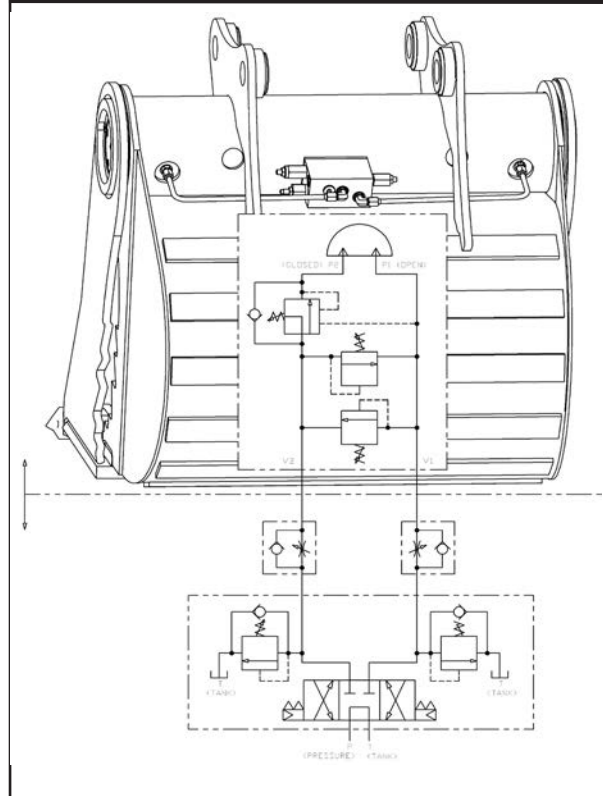 (CLOSED) P2 P1 (OPEN)
V2 V1
T T
(TANK) (TANK)
P T
(PRESSURE) (TANK)